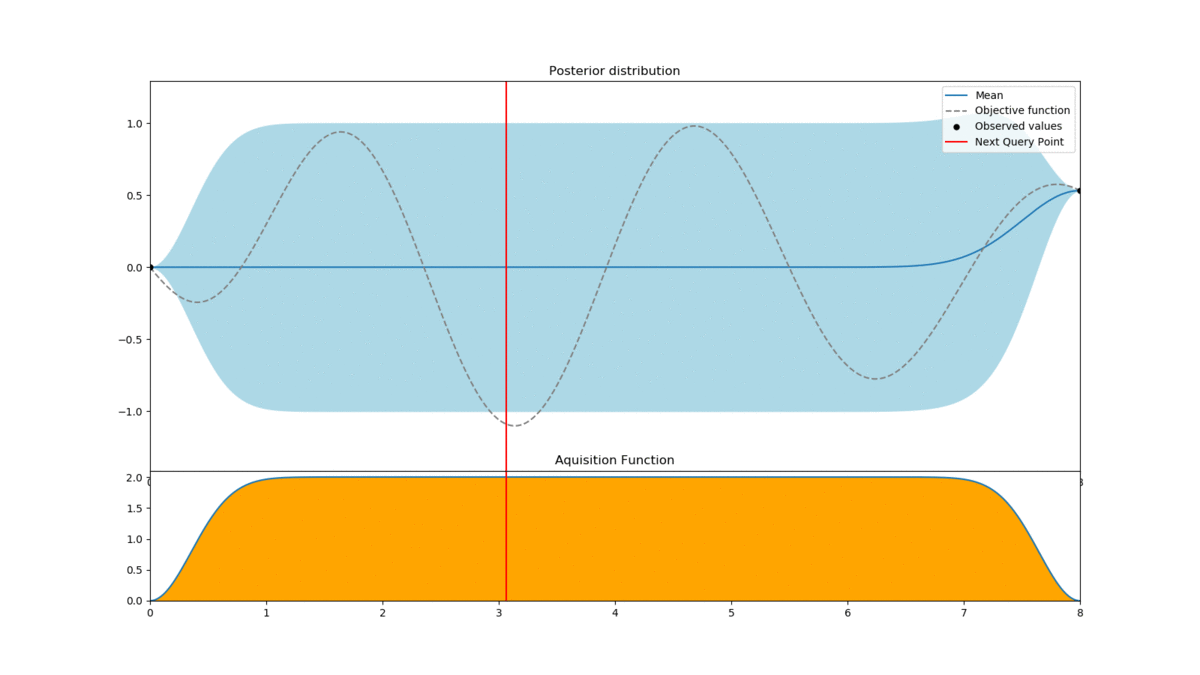 Posterior distribution
Mean
Objective function
Observed values
Next Query Point
1.0
0.5
0.0
−0.5
−1.0
Aquisition Function
2.0
1.5
1.0
0.5
0.0
0 1 2 3 4 5 6 7 8